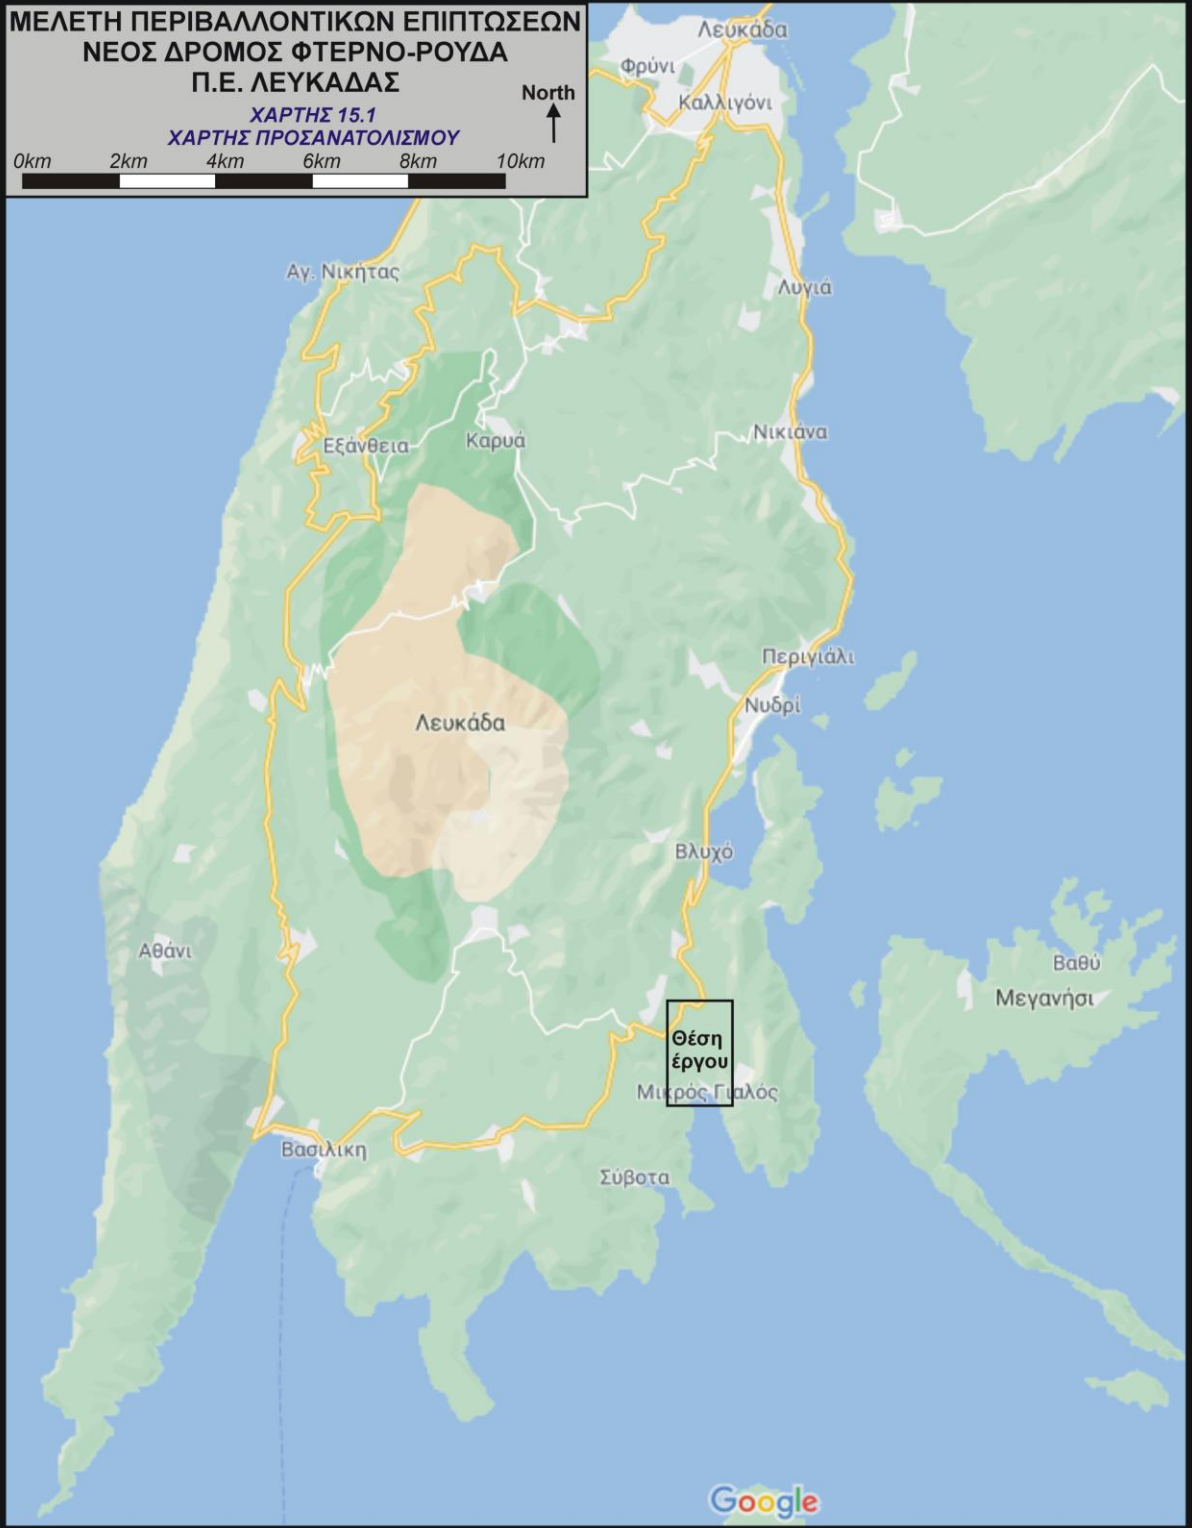 ΜΕΛΕΤΗ ΠΕΡΙΒΑΛΛΟΝΤΙΚΩΝ ΕΠΙΠΤΩΣΕΩΝ
ΝΕΟΣ ΔΡΟΜΟΣ ΦΤΕΡΝΟ-ΡΟΥΔΑ
Π.Ε. ΛΕΥΚΑΔΑΣ
North
ΧΑΡΤΗΣ 15.1
ΧΑΡΤΗΣ ΠΡΟΣΑΝΑΤΟΛΙΣΜΟΥ
0km 2km 4km 6km 8km 10km
Λευκάδα
Φρύνι
Καλλιγόνι
Αγ. Νικήτας
Λυγιά
Νικιάνα
Εξάνθεια
Καρυά
Περιγιάλι
Νυδρί
Λευκάδα
Βλυχό
Αθάνι
Βαθύ
Μεγανήσι
Θέση
έργου
Μικρός Γιαλός
Βασιλικη
Σύβοτα
Google